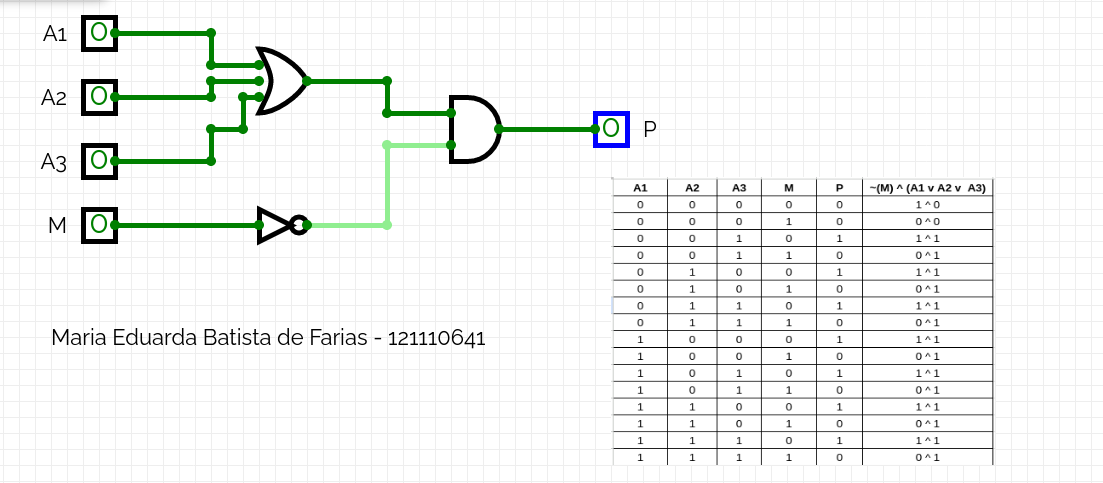 A1
0
A2
0
A3
0
M
0
0
P
A1 A2 A3 M P ~(M) ^ (A1 v A2 v A3)
0 0 0 0 0 1 ^ 0
0 0 0 1 0 0 ^ 0
0 0 1 0 1 1 ^ 1
0 0 1 1 0 0 ^ 1
0 1 0 0 1 1 ^ 1
0 1 0 1 0 0 ^ 1
0 1 1 0 1 1 ^ 1
0 1 1 1 0 0 ^ 1
1 0 0 0 1 1 ^ 1
1 0 0 1 0 0 ^ 1
1 0 1 0 1 1 ^ 1
1 0 1 1 0 0 ^ 1
1 1 0 0 1 1 ^ 1
1 1 0 1 0 0 ^ 1
1 1 1 0 1 1 ^ 1
1 1 1 1 0 0 ^ 1
Maria Eduarda Batista de Farias - 121110641